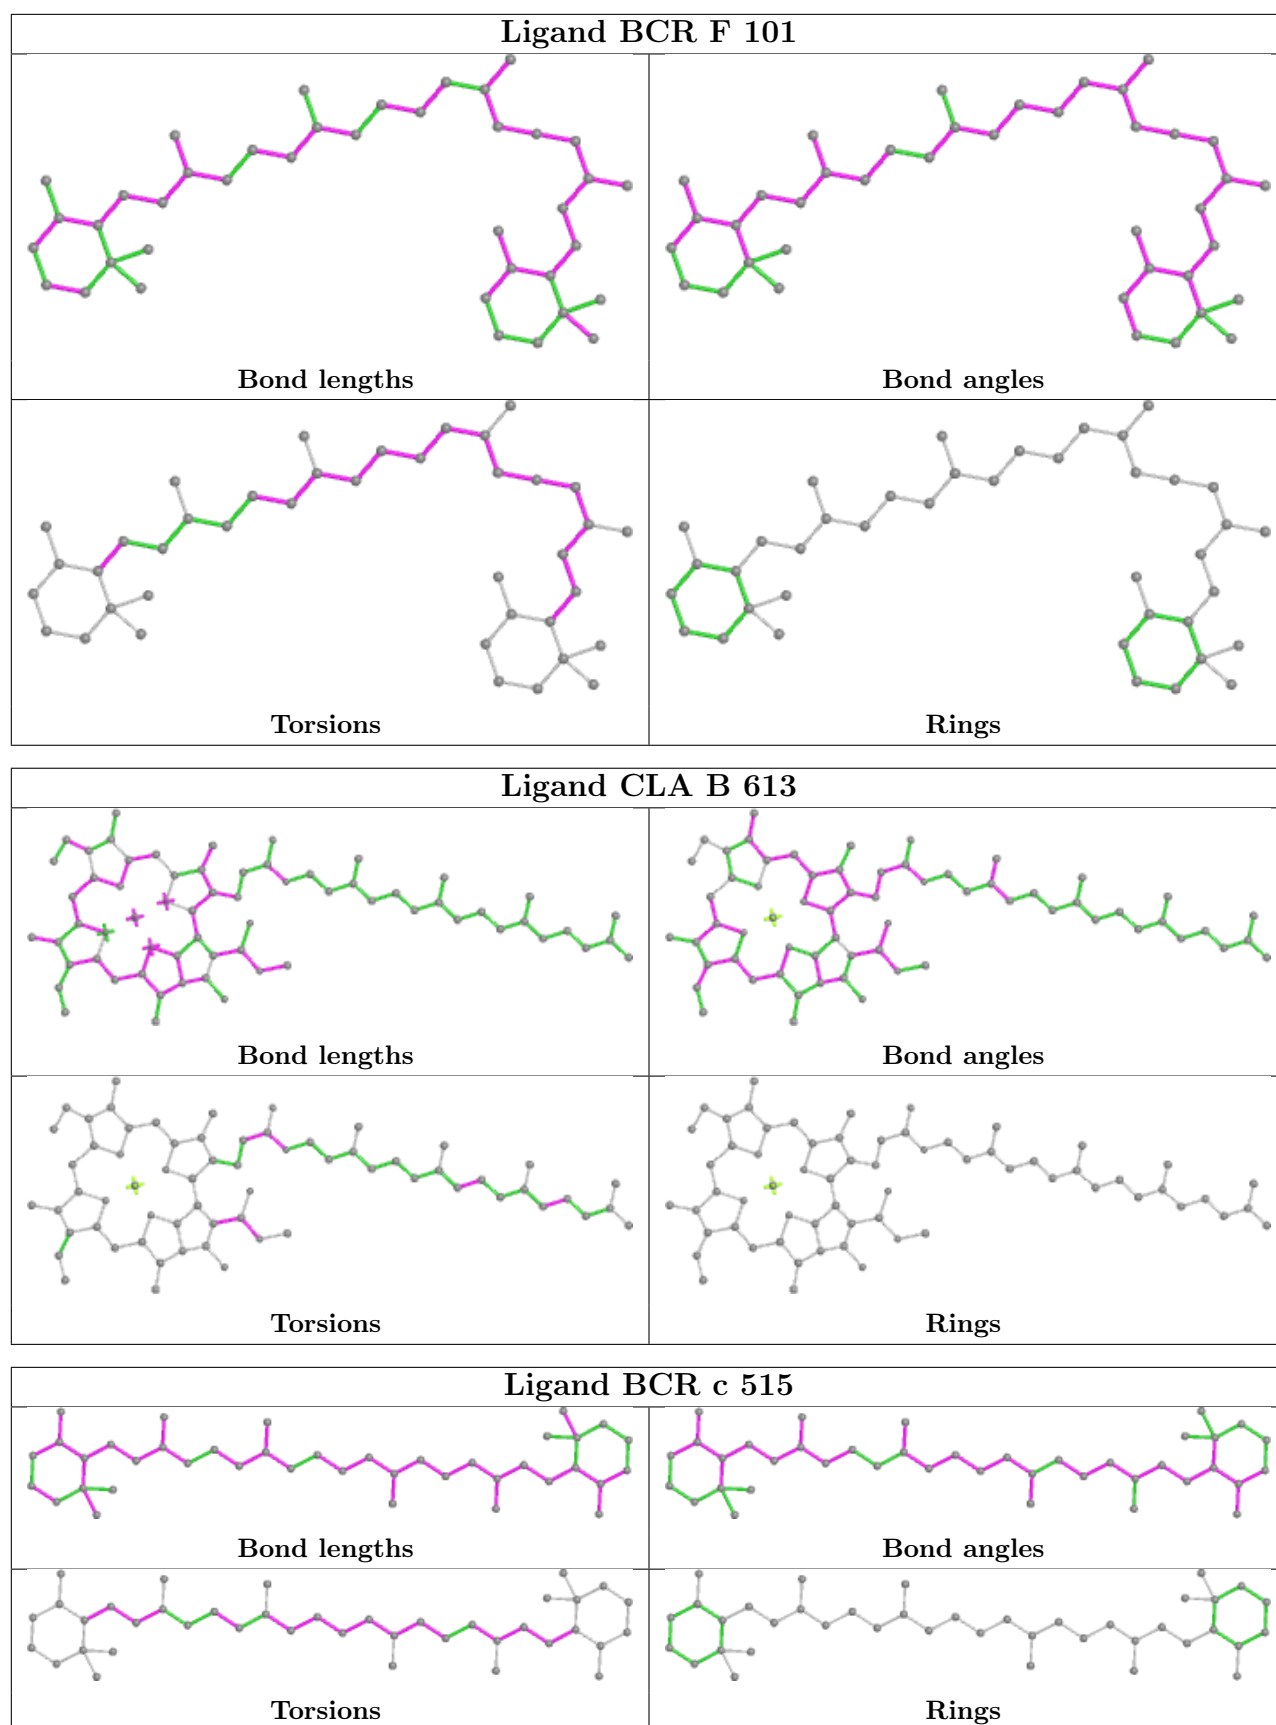 Ligand BCR F 101
Bond lengths
Bond angles
Torsions
Rings
Ligand CLA B 613
Bond lengths
Bond angles
Torsions
Rings
Ligand BCR c 515
Bond lengths
Bond angles
Torsions
Rings